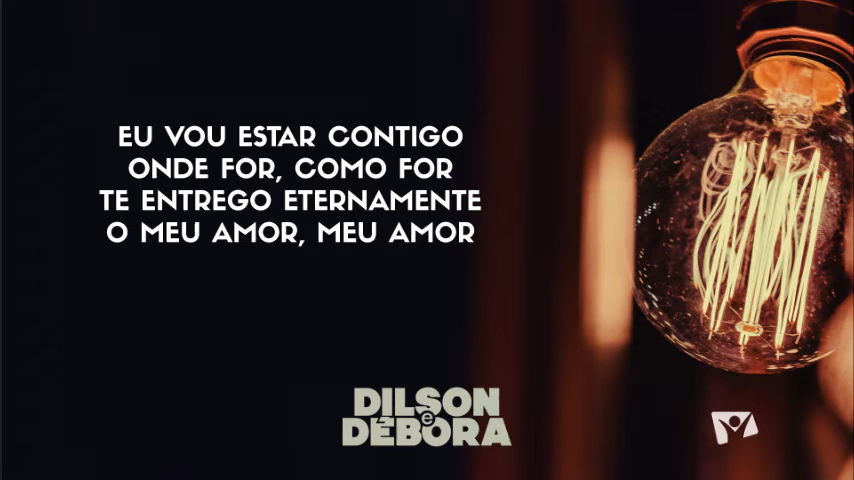 EU VOU ESTAR CONTIGO
ONDE FOR, COMO FOR
TE ENTREGO ETERNAMENTE
O MEU AMOR, MEU AMOR
DILSON
e
DÉBORA